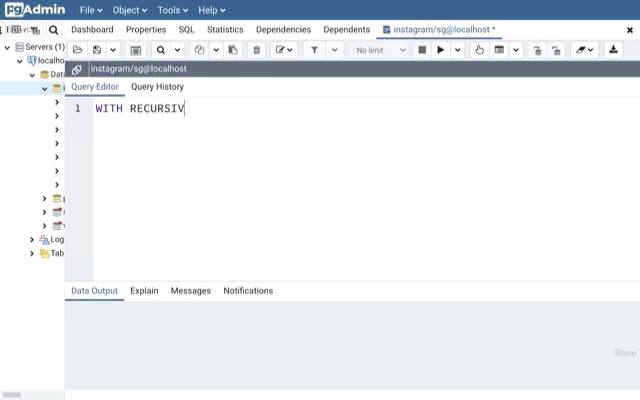 pgAdmin File Object Tools Help
Dashboard Properties SQL Statistics Dependencies Dependents instagram/sg@localhost *
Servers (1)
localho
No limit
Dat
instagram/sg@localhost
Query Editor Query History
1 WITH RECURSIV
Log
Tab
Data Output Explain Messages Notifications